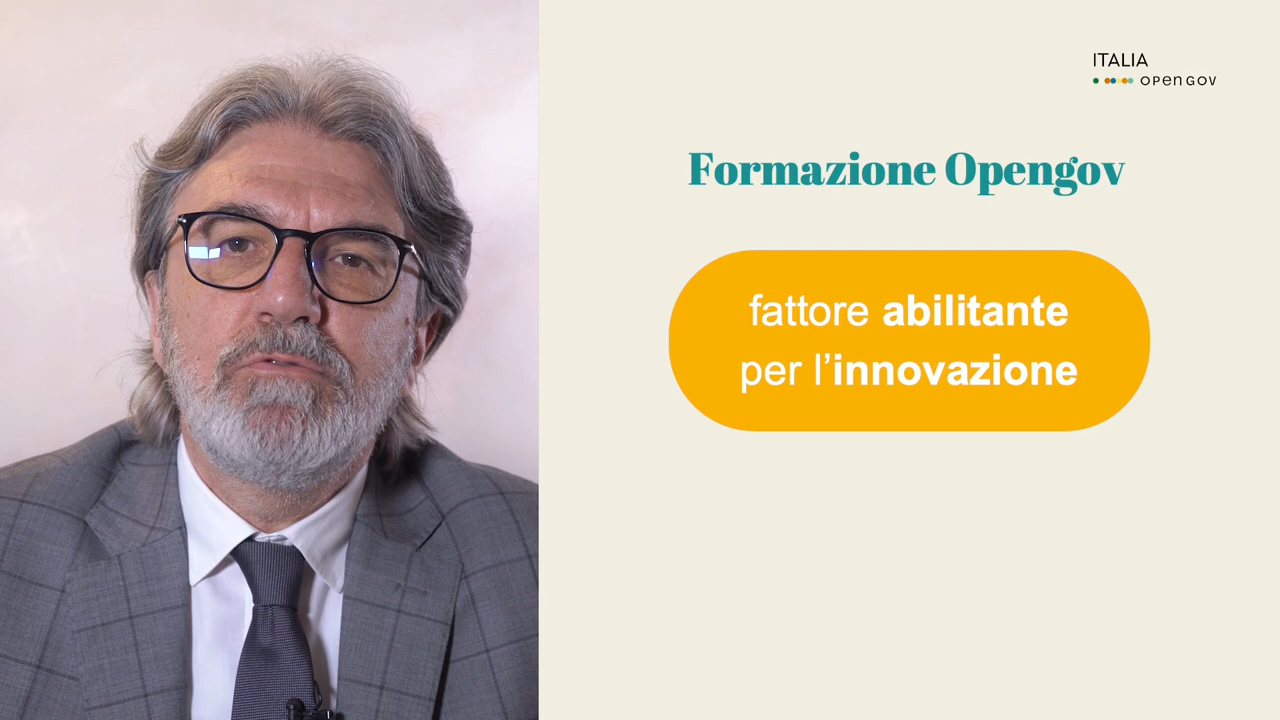 ITALIA
OPEN GOV
Formazione Opengov
fattore abilitante
per l’innovazione